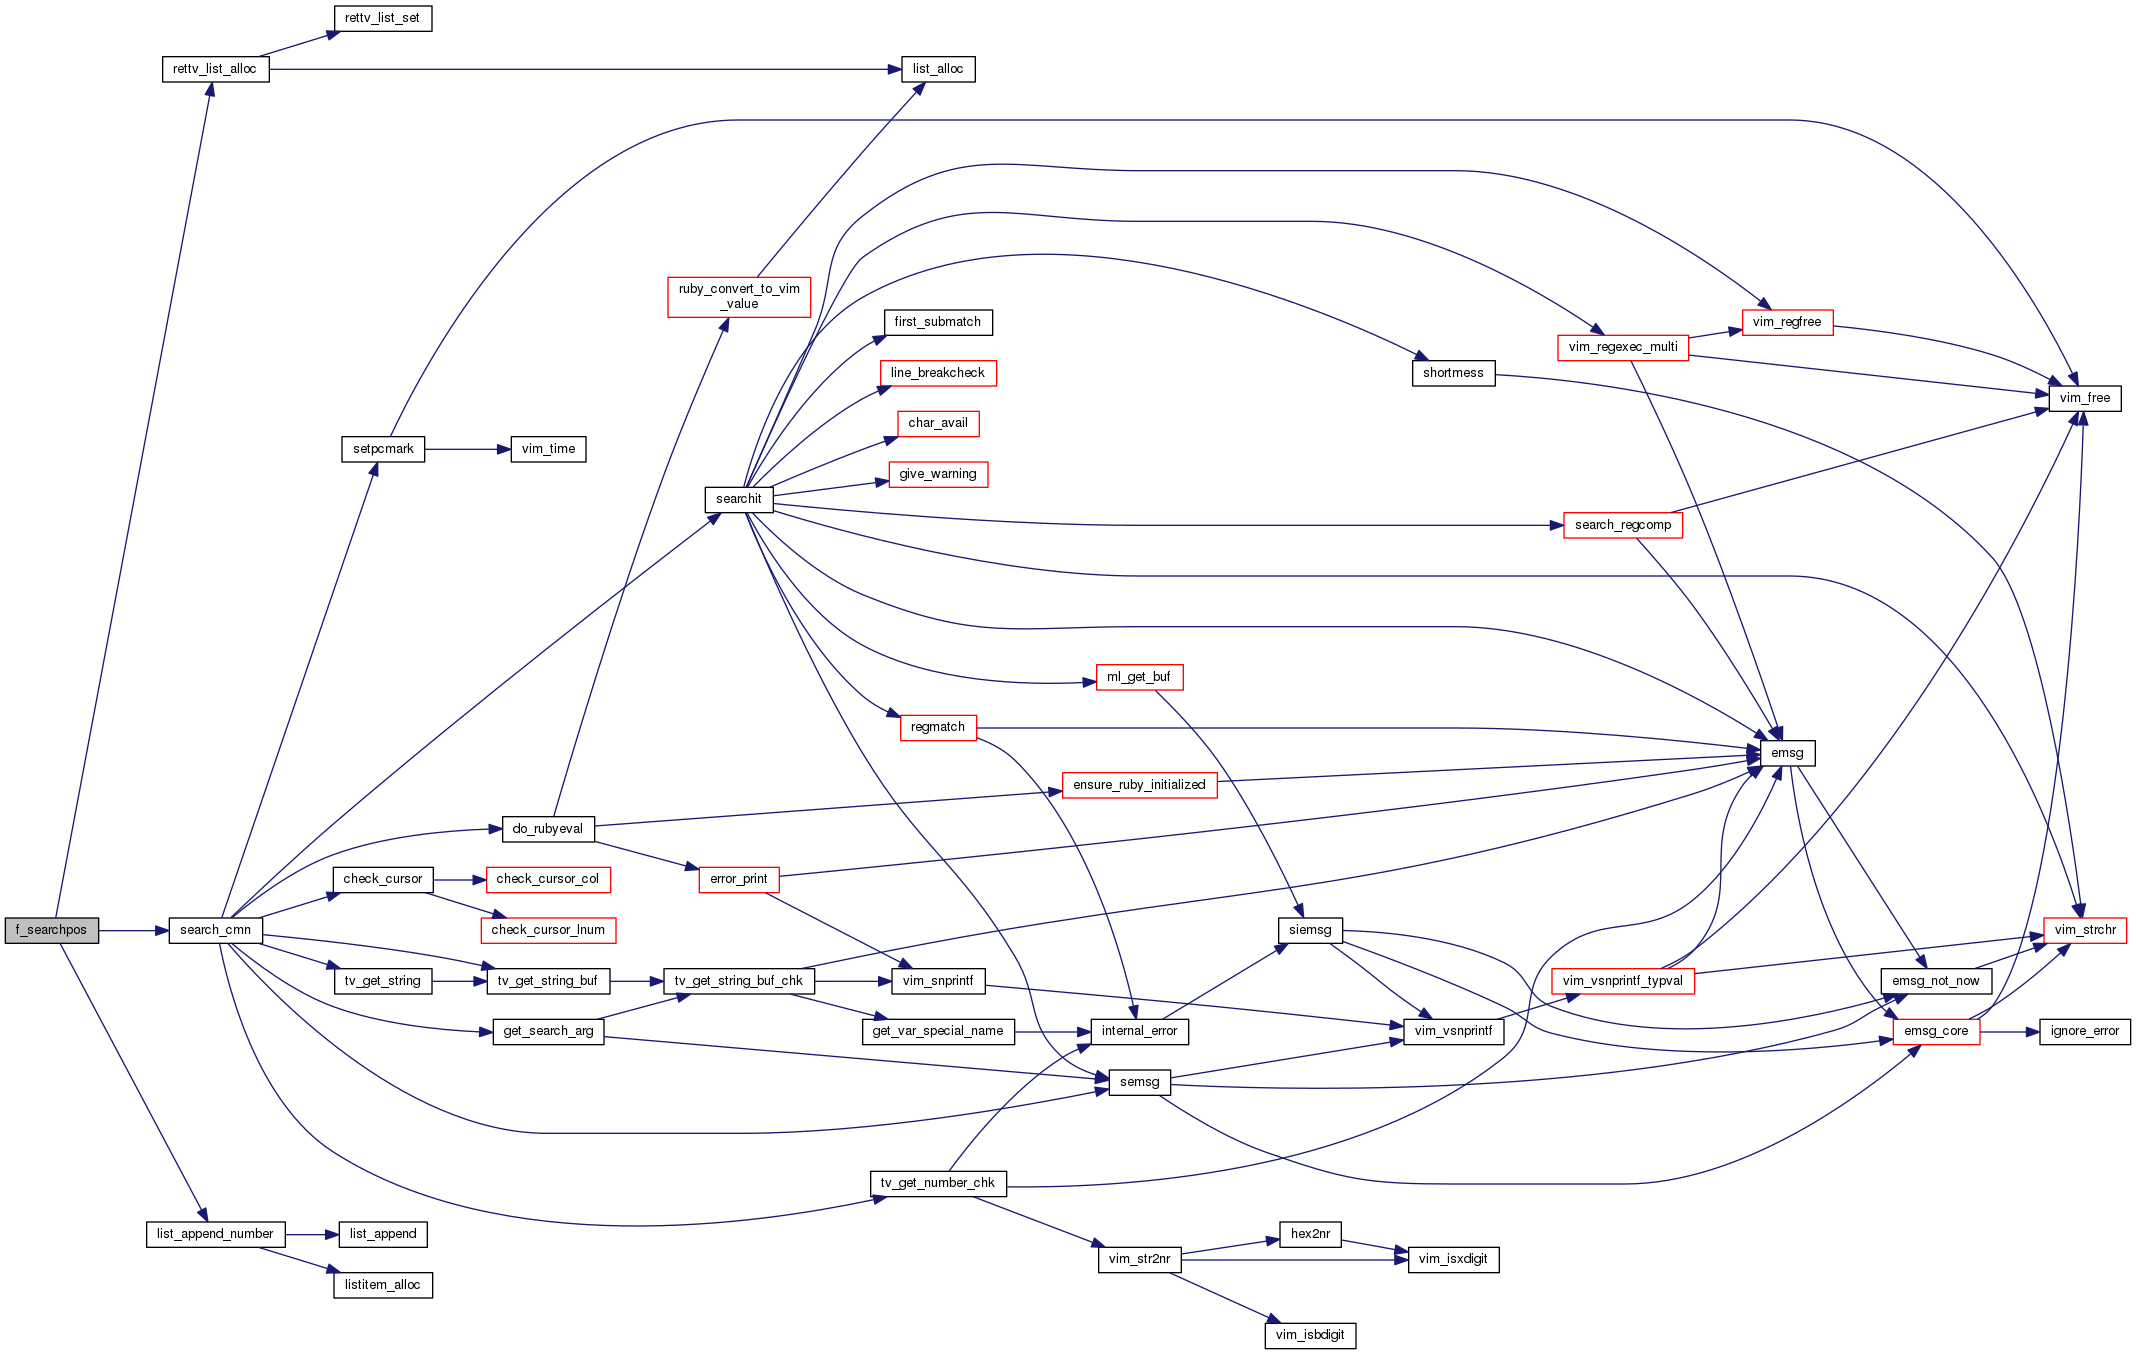 rettv_list_set
rettv_list_alloc
list_alloc
ruby_convert_to_vim
_value
first_submatch
vim_regfree
vim_regexec_multi
line_breakcheck
shortmess
vim_free
char_avail
setpcmark
vim_time
give_warning
searchit
search_regcomp
ml_get_buf
regmatch
emsg
ensure_ruby_initialized
do_rubyeval
check_cursor
check_cursor_col
error_print
f_searchpos
search_cmn
check_cursor_lnum
siemsg
vim_strchr
tv_get_string
tv_get_string_buf
tv_get_string_buf_chk
vim_snprintf
vim_vsnprintf_typval
emsg_not_now
get_search_arg
get_var_special_name
internal_error
vim_vsnprintf
emsg_core
ignore_error
semsg
tv_get_number_chk
list_append_number
list_append
hex2nr
vim_str2nr
vim_isxdigit
listitem_alloc
vim_isbdigit